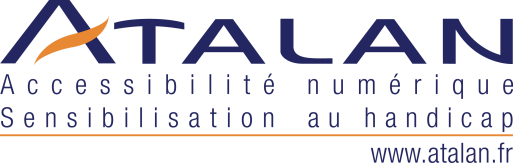 ATALAN
Accessibilité numérique
Sensibilisation au handicap
www.atalan.fr